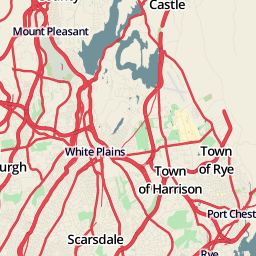 Castle
Mount Pleasant
White Plains
Town
of Rye
Town
of Harrison
Port Chest
Scarsdale
Rye